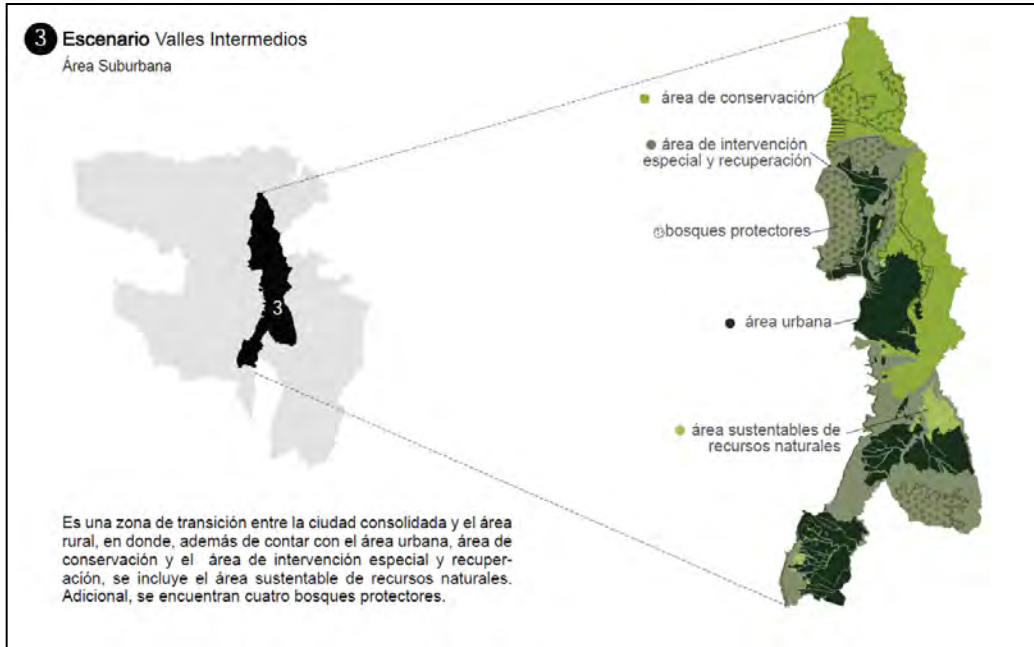 3 Escenario Valles Intermedios
Área Suburbana
área de conservación
área de intervención
especial y recuperación
bosques protectores
3
área urbana
área sustentables de
recursos naturales
Es una zona de transición entre la ciudad consolidada y el área
rural, en donde, además de contar con el área urbana, área de
conservación y el área de intervención especial y recuper-
ación, se incluye el área sustentable de recursos naturales.
Adicional, se encuentran cuatro bosques protectores.